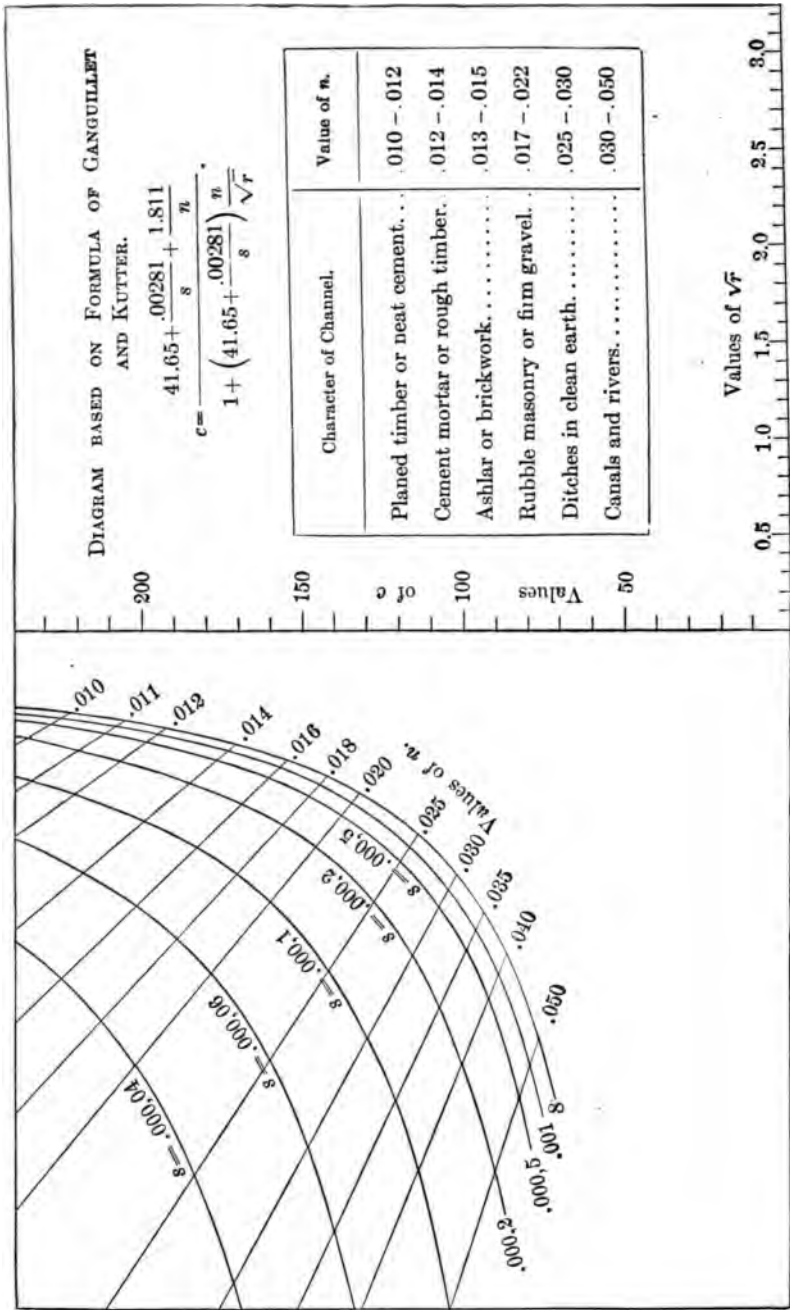 DIAGRAM BASED ON FORMULA OF GANGUILLET
AND KUTTER.
41.65+ .00281/s + 1.811/n
c=
1+ (41.65+ .00281/s) n/√r.
Character of Channel. Value of n.
Planed timber or neat cement... .010-.012
Cement mortar or rough timber. .012-.014
Ashlar or brickwork........... .013-.015
Rubble masonry or firm gravel.. .017-.022
Ditches in clean earth......... .025-.030
Canals and rivers.............. .030-.050
200
150
Values of c
100
50
0.5 1.0 1.5 2.0 2.5 3.0
Values of √r
.010
.011
.012
.014
.016
.018
.020
.025
.030
.035
.040
.050
Values of n.
s=.000,04
s=.000,06
s=.000,1
s=.000,2
s=.000,5
.000,2
.000,5
.001
∞